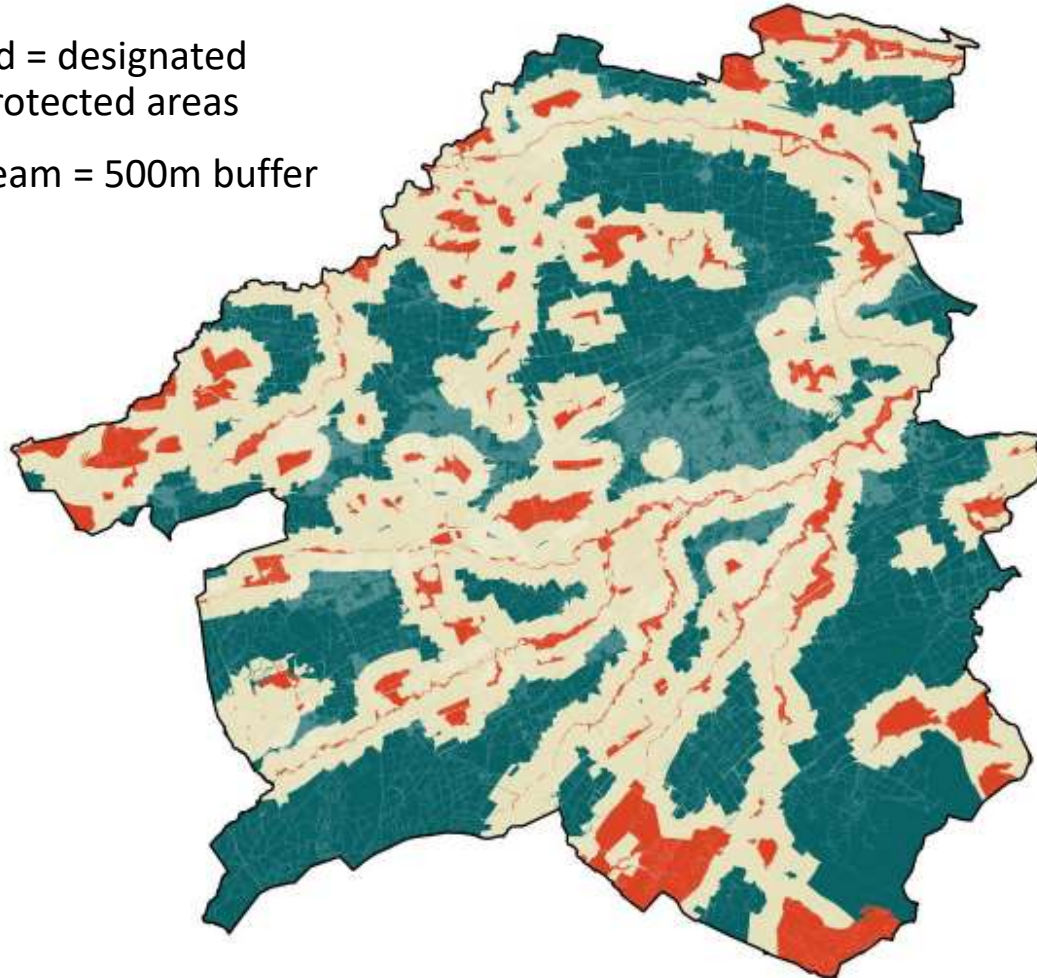 d = designated
rotected areas
eam = 500m buffer